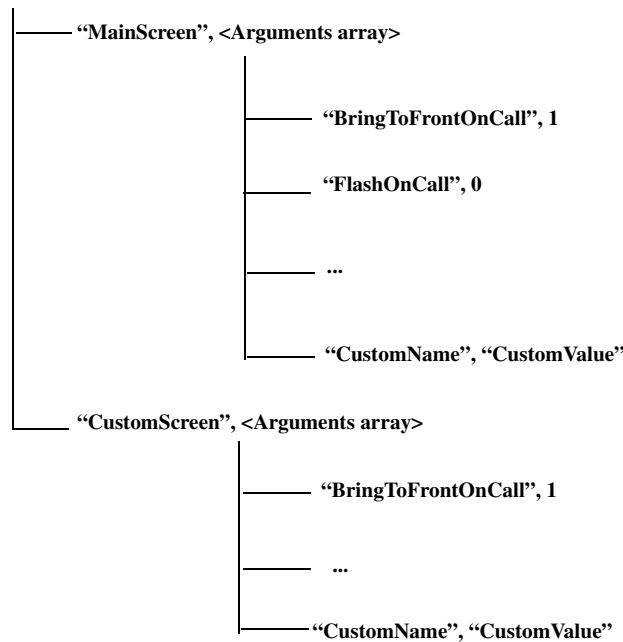 “MainScreen”, <Arguments array>
“BringToFrontOnCall”, 1
“FlashOnCall”, 0
...
“CustomName”, “CustomValue”
“CustomScreen”, <Arguments array>
“BringToFrontOnCall”, 1
...
“CustomName”, “CustomValue”